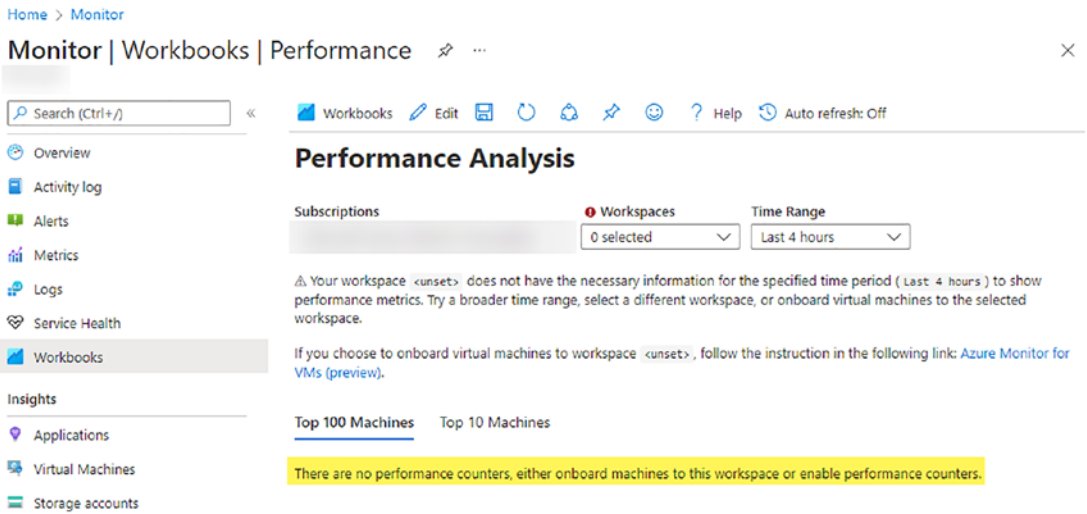 Home > Monitor
Monitor | Workbooks | Performance ...
Search (Ctrl+/) «
Workbooks Edit ? Help Auto refresh: Off
Overview
Activity log
Alerts
Metrics
Logs
Service Health
Workbooks
Insights
Applications
Virtual Machines
Storage accounts
Performance Analysis
Subscriptions
Workspaces
0 selected
Time Range
Last 4 hours
⚠ Your workspace <unset> does not have the necessary information for the specified time period ( Last 4 hours ) to show
performance metrics. Try a broader time range, select a different workspace, or onboard virtual machines to the selected
workspace.
If you choose to onboard virtual machines to workspace <unset>, follow the instruction in the following link: Azure Monitor for
VMs (preview).
Top 100 Machines Top 10 Machines
There are no performance counters, either onboard machines to this workspace or enable performance counters.